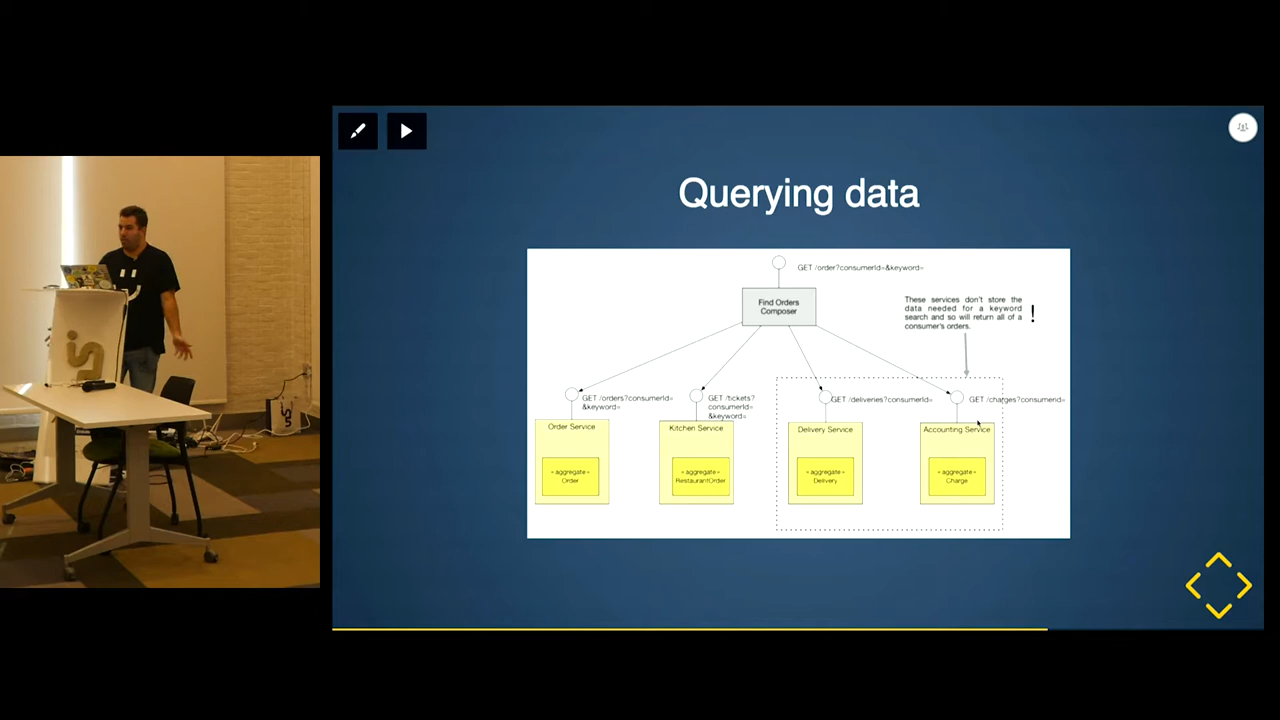 Querying data
GET /order?consumerId=&keyword=
Find Orders
Composer
These services don't store the
data needed for a keyword
search and so will return all of a
consumer's orders.
!
GET /orders?consumerId=
&keyword=
GET /tickets?
consumerId=
&keyword=
GET /deliveries?consumerId=
GET /charges?consumerId=
Order Service
Kitchen Service
Delivery Service
Accounting Service
«aggregate»
Order
«aggregate»
RestaurantOrder
«aggregate»
Delivery
«aggregate»
Charge